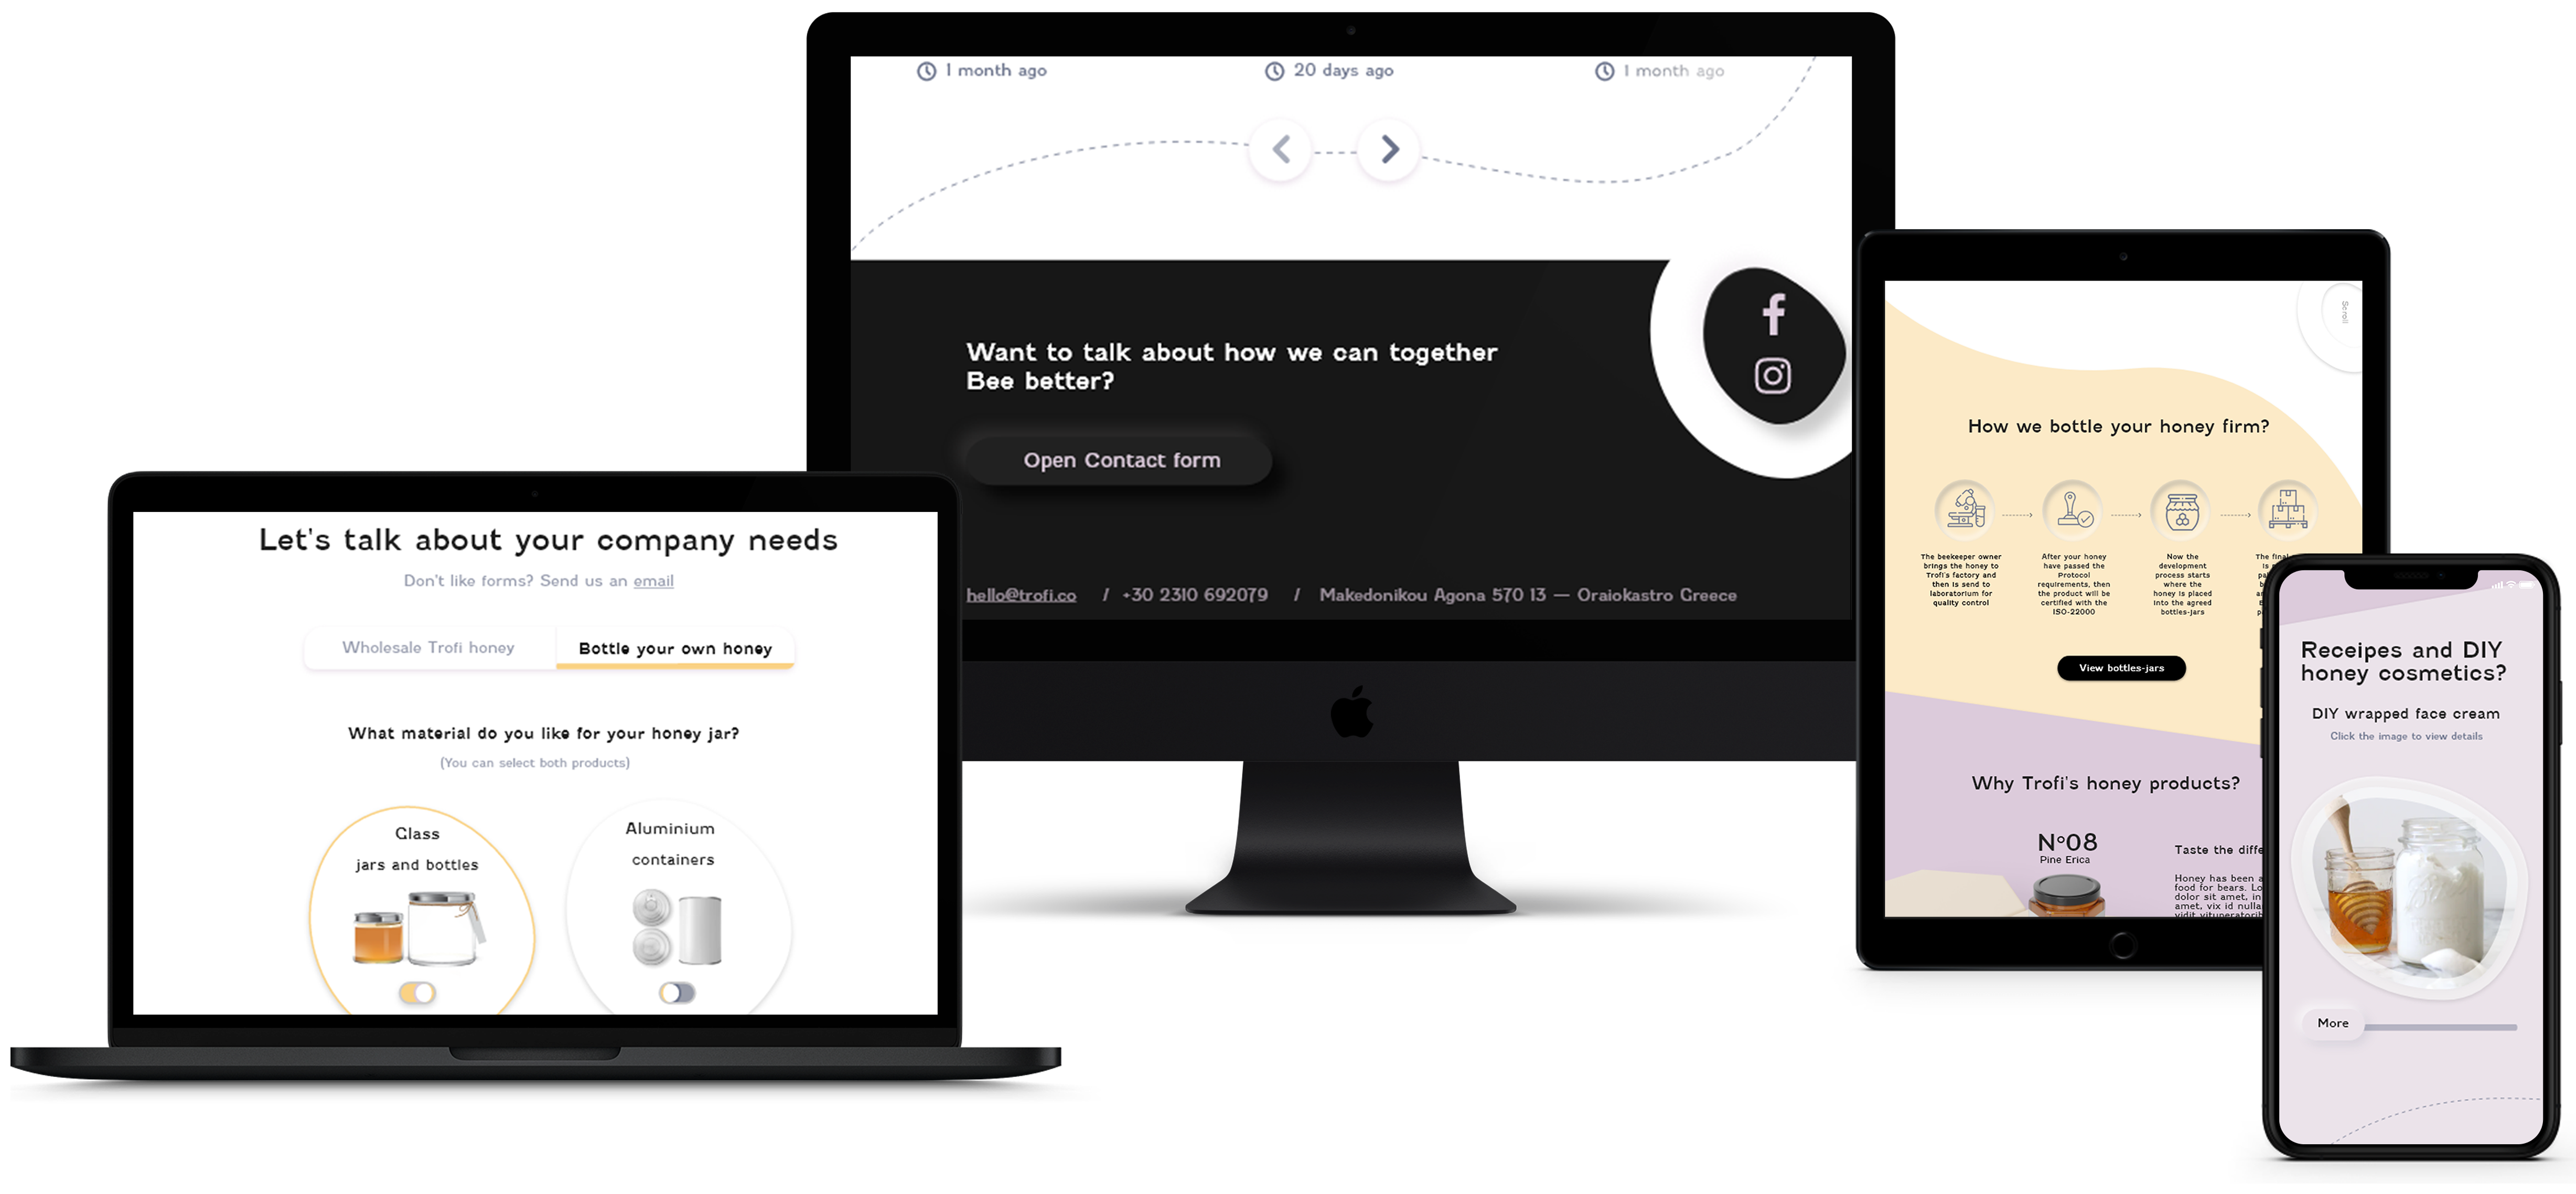 1 month ago
20 days ago
1 month ago
Want to talk about how we can together
Bee better?
Open Contact form
hello@trofi.co / +30 2310 692079 / Makedonikou Agona 570 13 — Oraiokastro Greece
Let's talk about your company needs
Don't like forms? Send us an email
Wholesale Trofi honey
Bottle your own honey
What material do you like for your honey jar?
(You can select both products)
Glass
jars and bottles
Aluminium
containers
Scroll
How we bottle your honey firm?
The beekeeper owner
brings the honey to
Trofi's factory and
then is send to
laboratorium for
quality control
After your honey
have passed the
Protocol
requirements, then
the product will be
certified with the
ISO-22000
Now the
development
process starts
where the
honey is placed
into the agreed
bottles-jars
The final
is
View bottles-jars
Why Trofi's honey products?
N°08
Pine Erica
Taste the diffe
Honey has been a
food for bears. Lo
dolor sit amet, in
amet, vix id nulla
vidit vituperatorib
Receipes and DIY
honey cosmetics?
DIY wrapped face cream
Click the image to view details
More